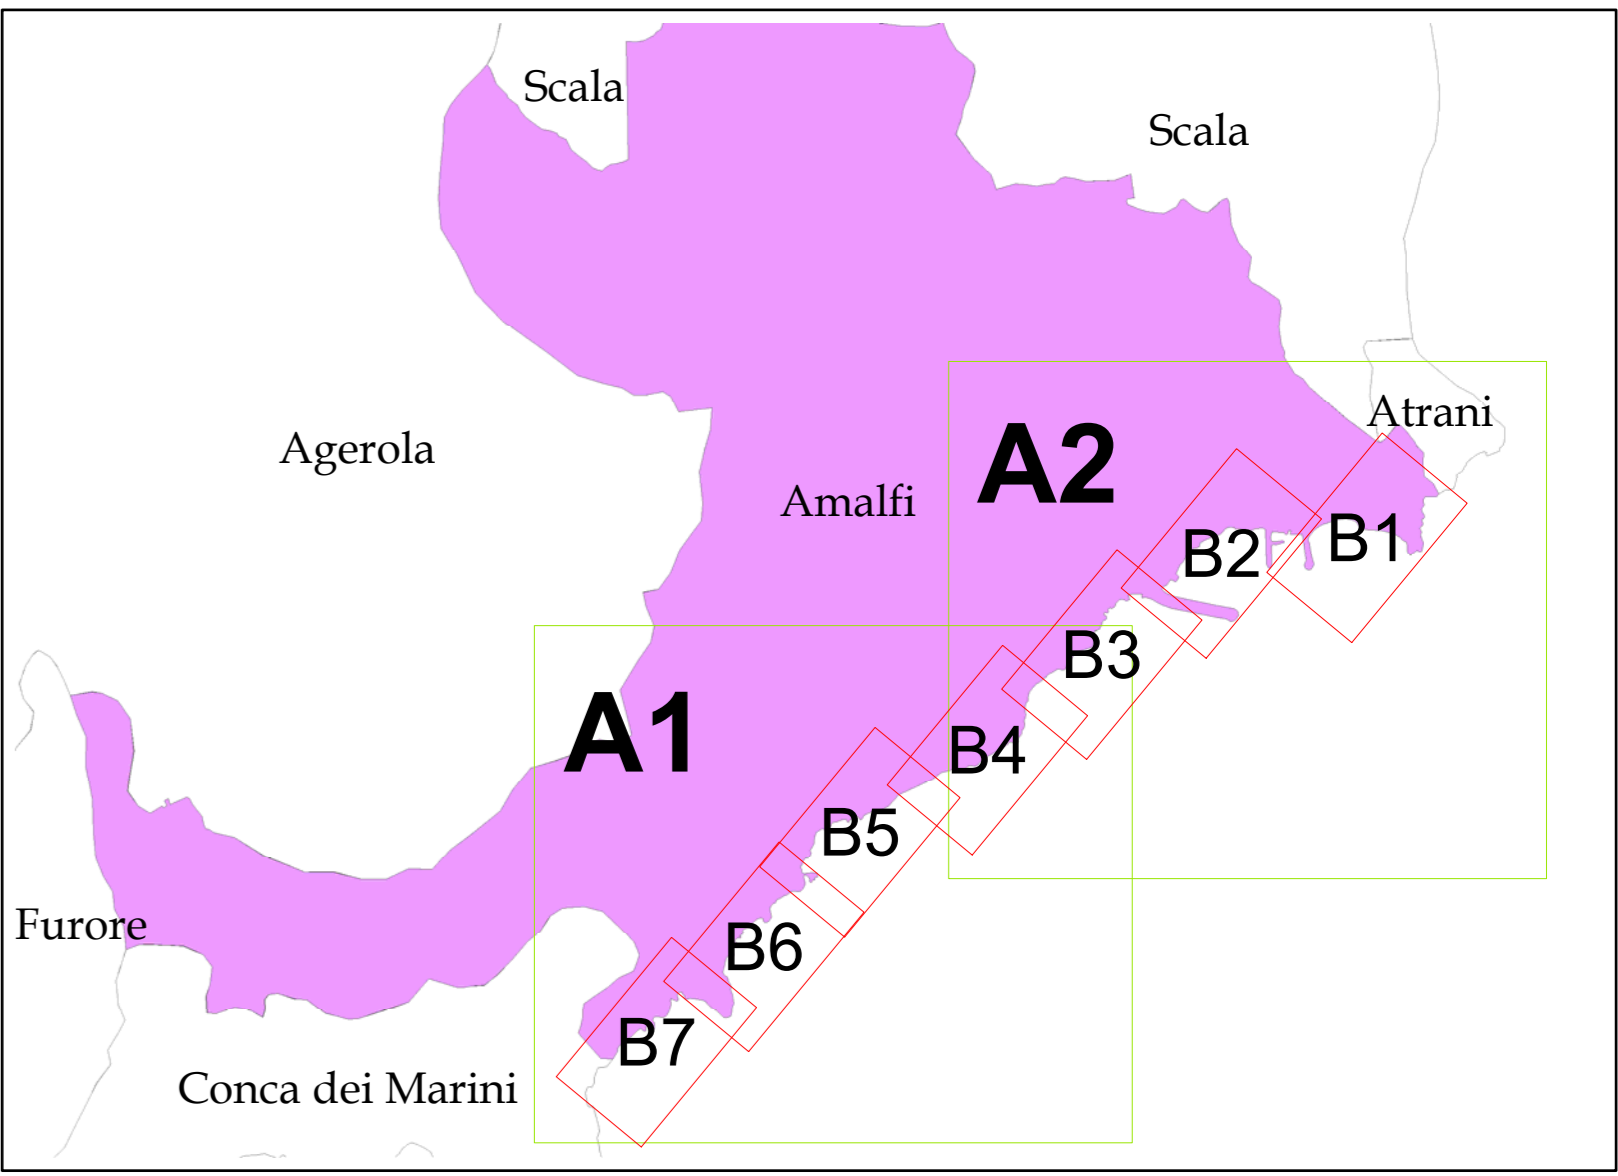 Scala
Scala
Atrani
A2
Agerola
Amalfi
B1
B2
B3
A1
B4
B5
Furore
B6
B7
Conca dei Marini